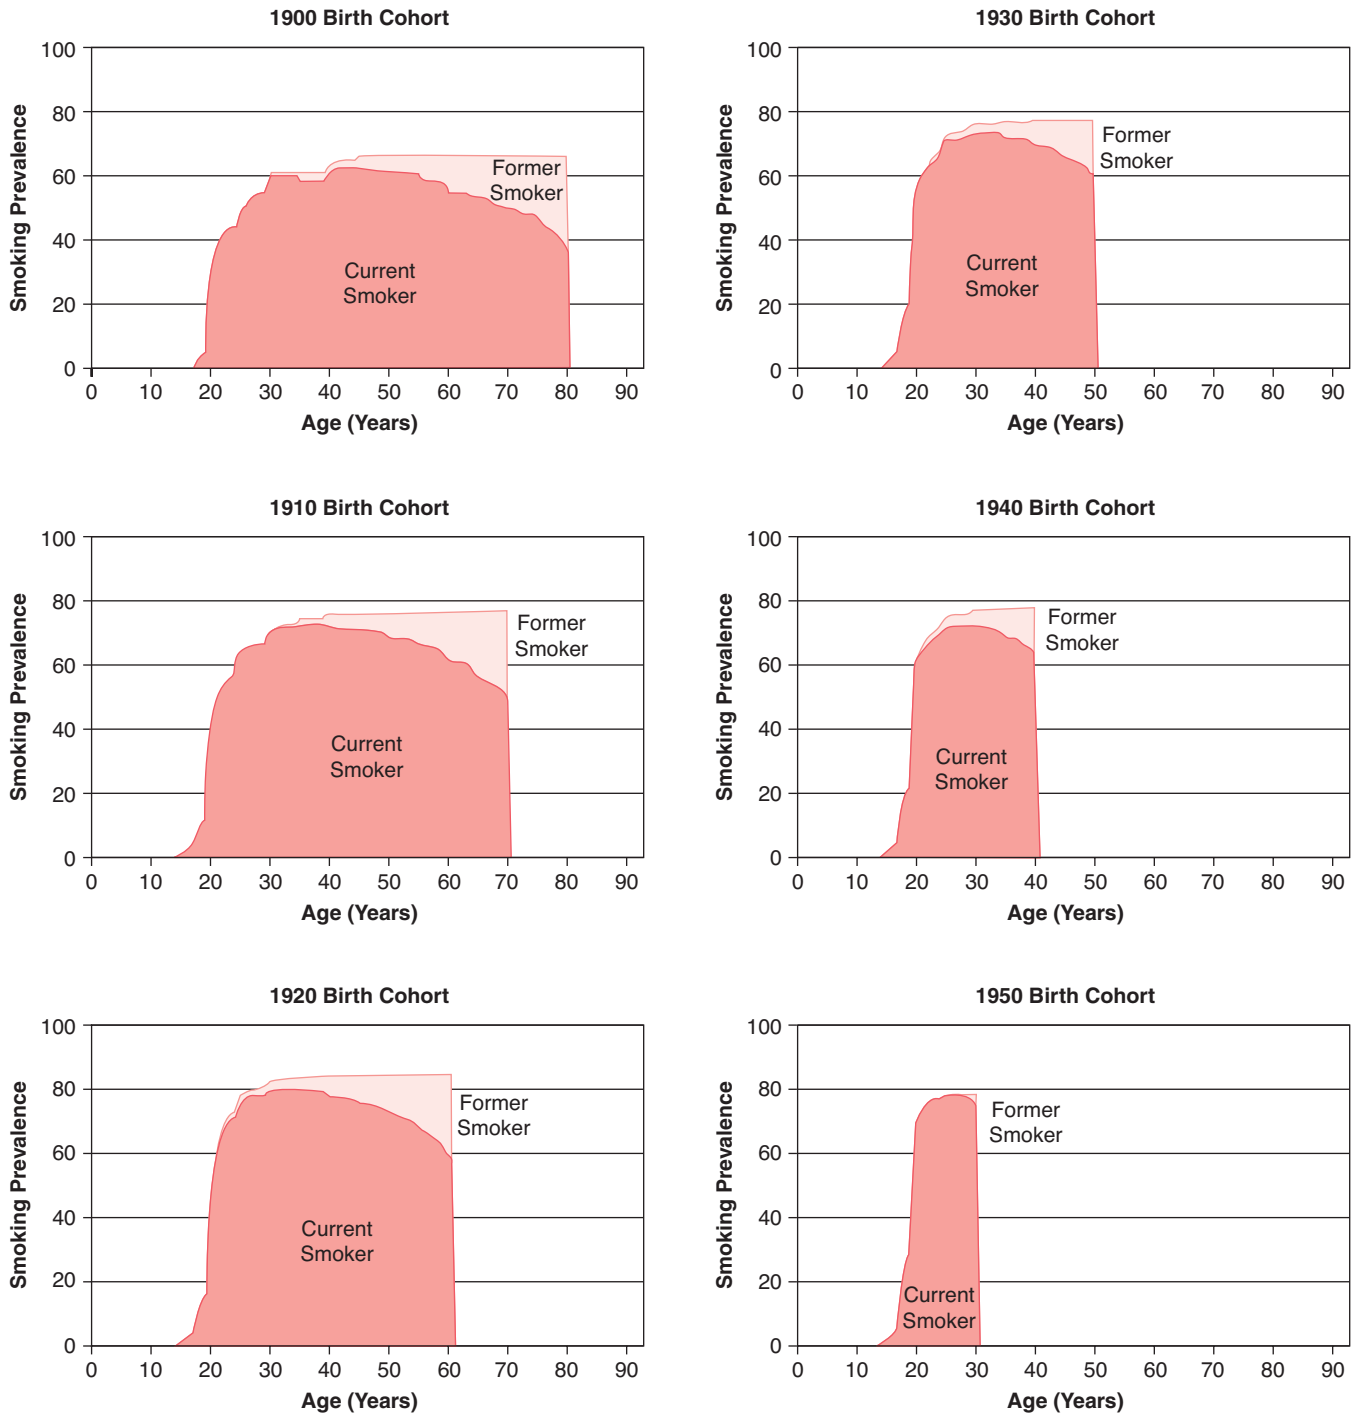 1900 Birth Cohort
Smoking Prevalence
100
80
60
40
20
0
Former
Smoker
Current
Smoker
0 10 20 30 40 50 60 70 80 90
Age (Years)
1930 Birth Cohort
Smoking Prevalence
100
80
60
40
20
0
Former
Smoker
Current
Smoker
0 10 20 30 40 50 60 70 80 90
Age (Years)
1910 Birth Cohort
Smoking Prevalence
100
80
60
40
20
0
Former
Smoker
Current
Smoker
0 10 20 30 40 50 60 70 80 90
Age (Years)
1940 Birth Cohort
Smoking Prevalence
100
80
60
40
20
0
Former
Smoker
Current
Smoker
0 10 20 30 40 50 60 70 80 90
Age (Years)
1920 Birth Cohort
Smoking Prevalence
100
80
60
40
20
0
Former
Smoker
Current
Smoker
0 10 20 30 40 50 60 70 80 90
Age (Years)
1950 Birth Cohort
Smoking Prevalence
100
80
60
40
20
0
Former
Smoker
Current
Smoker
0 10 20 30 40 50 60 70 80 90
Age (Years)